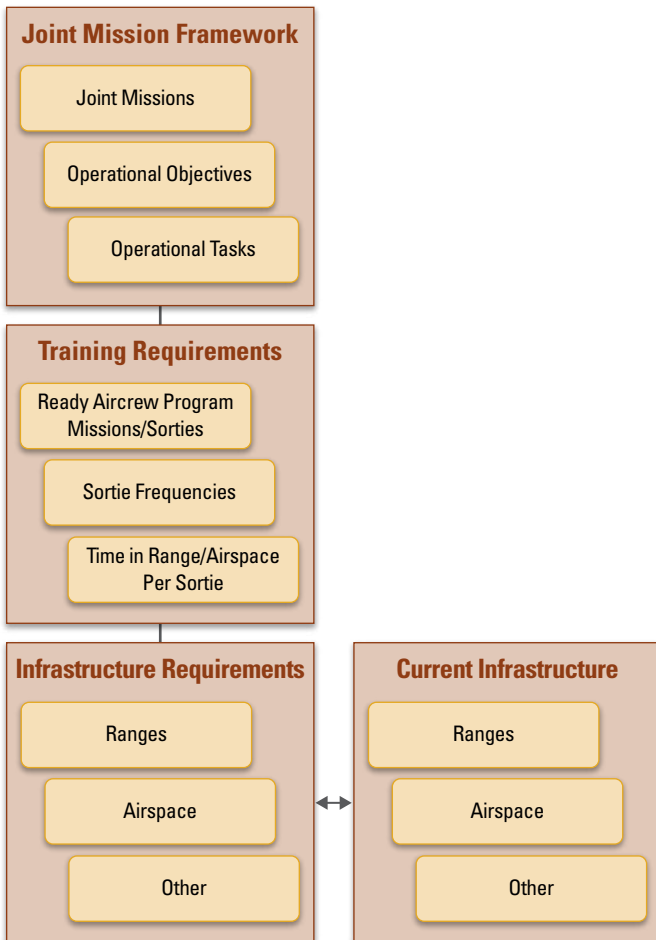 Joint Mission Framework
Joint Missions
Operational Objectives
Operational Tasks
Training Requirements
Ready Aircrew Program
Missions/Sorties
Sortie Frequencies
Time in Range/Airspace
Per Sortie
Infrastructure Requirements
Ranges
Airspace
Other
Current Infrastructure
Ranges
Airspace
Other